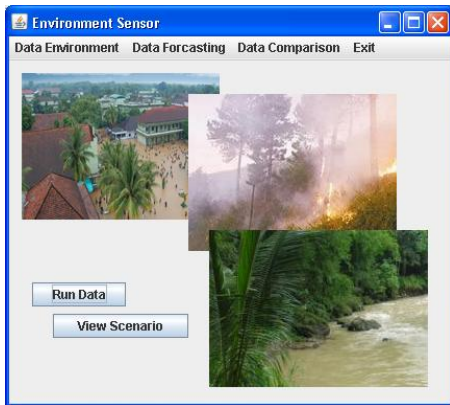 Environment Sensor
Data Environment Data Forcasting Data Comparison Exit
Run Data
View Scenario